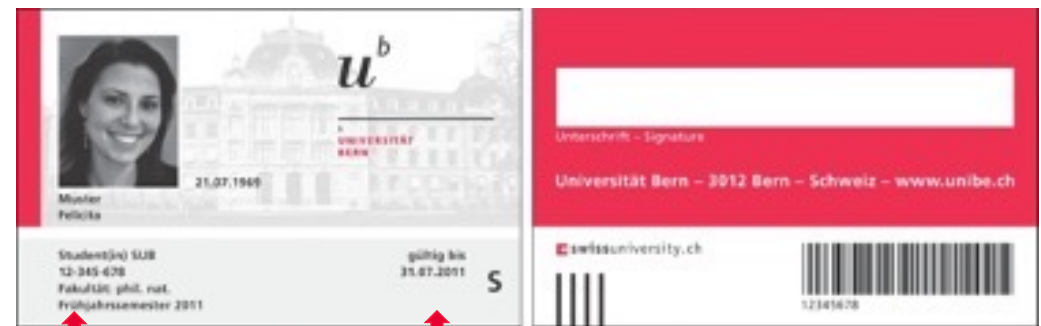 u^b
b
UNIVERSITÄT
BERN
21.07.1969
Muster
Felicita
Student(in) SUB
12-345-678
Fakultät: phil. nat.
Frühjahrssemester 2011
gültig bis
31.07.2011
S
Unterschrift – Signature
Universität Bern – 3012 Bern – Schweiz – www.unibe.ch
swissuniversity.ch
12345678